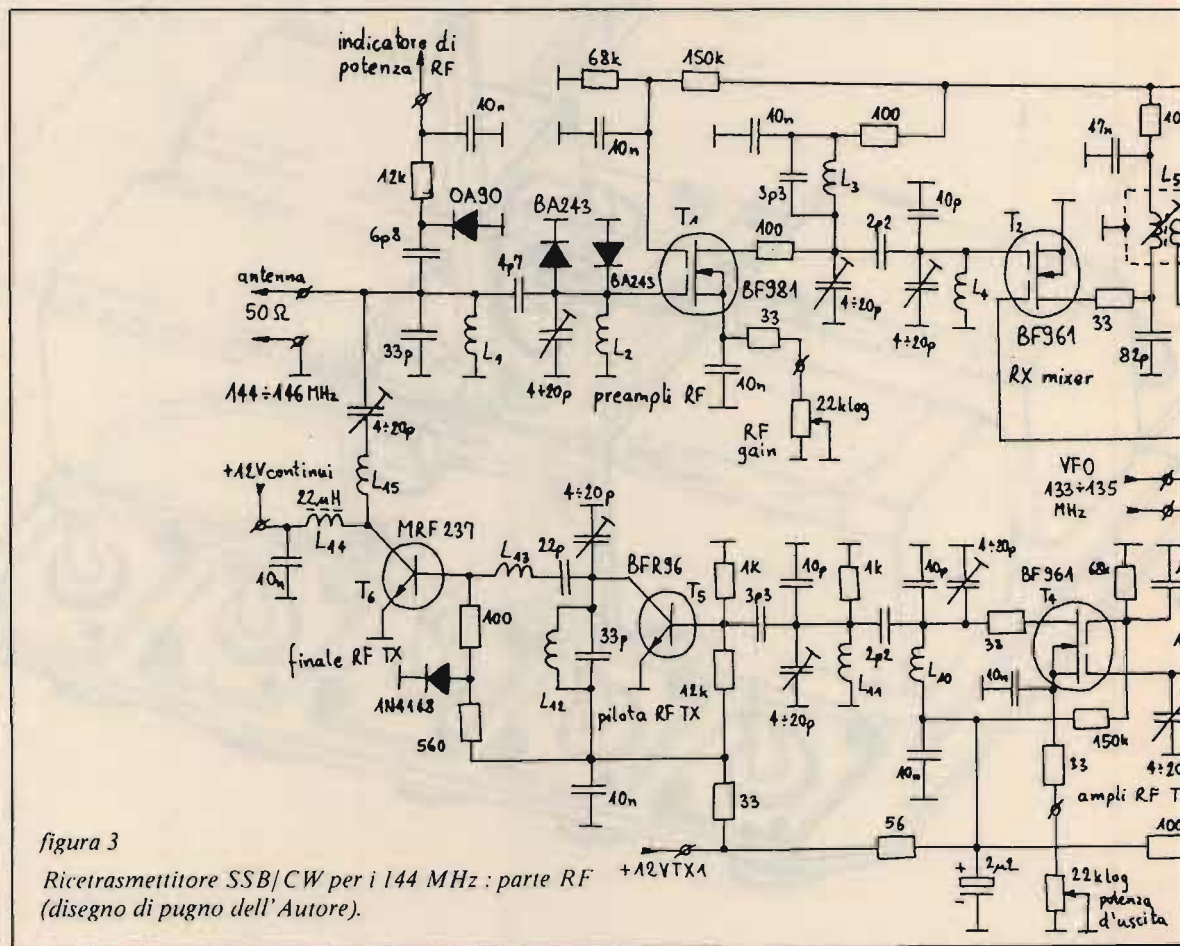 indicatore di
potenza RF
10n
12k
OA90
6p8
antenna
50 Ω
144÷146 MHz
33p
L1
4p7
BA243
BA243
4÷20p
L2
68k
150k
10n
10n
100
3p3
L3
T1
BF981
100
2p2
10p
4÷20p
4÷20p
L4
33
10n
preampli RF
RF
gain
22klog
T2
BF961
RX mixer
33
47n
10
L5
82p
VFO
133÷135
MHz
4÷20p
L15
+12V continui
22µH
L14
10n
MRF 237
T6
finale RF TX
100
1N4148
560
L13
22p
4÷20p
33p
L12
BFR96
T5
pilota RF TX
10n
1k
3p3
12k
33
10p
4÷20p
1k
L11
2p2
10p
4÷20p
L10
10n
33
BF961
T4
68k
1
1
10n
150k
33
4÷20
ampli RF T
56
100
2µ2
+
-
+12VTX1
22klog
potenza
d'uscita
figura 3
Ricetrasmettitore SSB/CW per i 144 MHz : parte RF
(disegno di pugno dell'Autore).